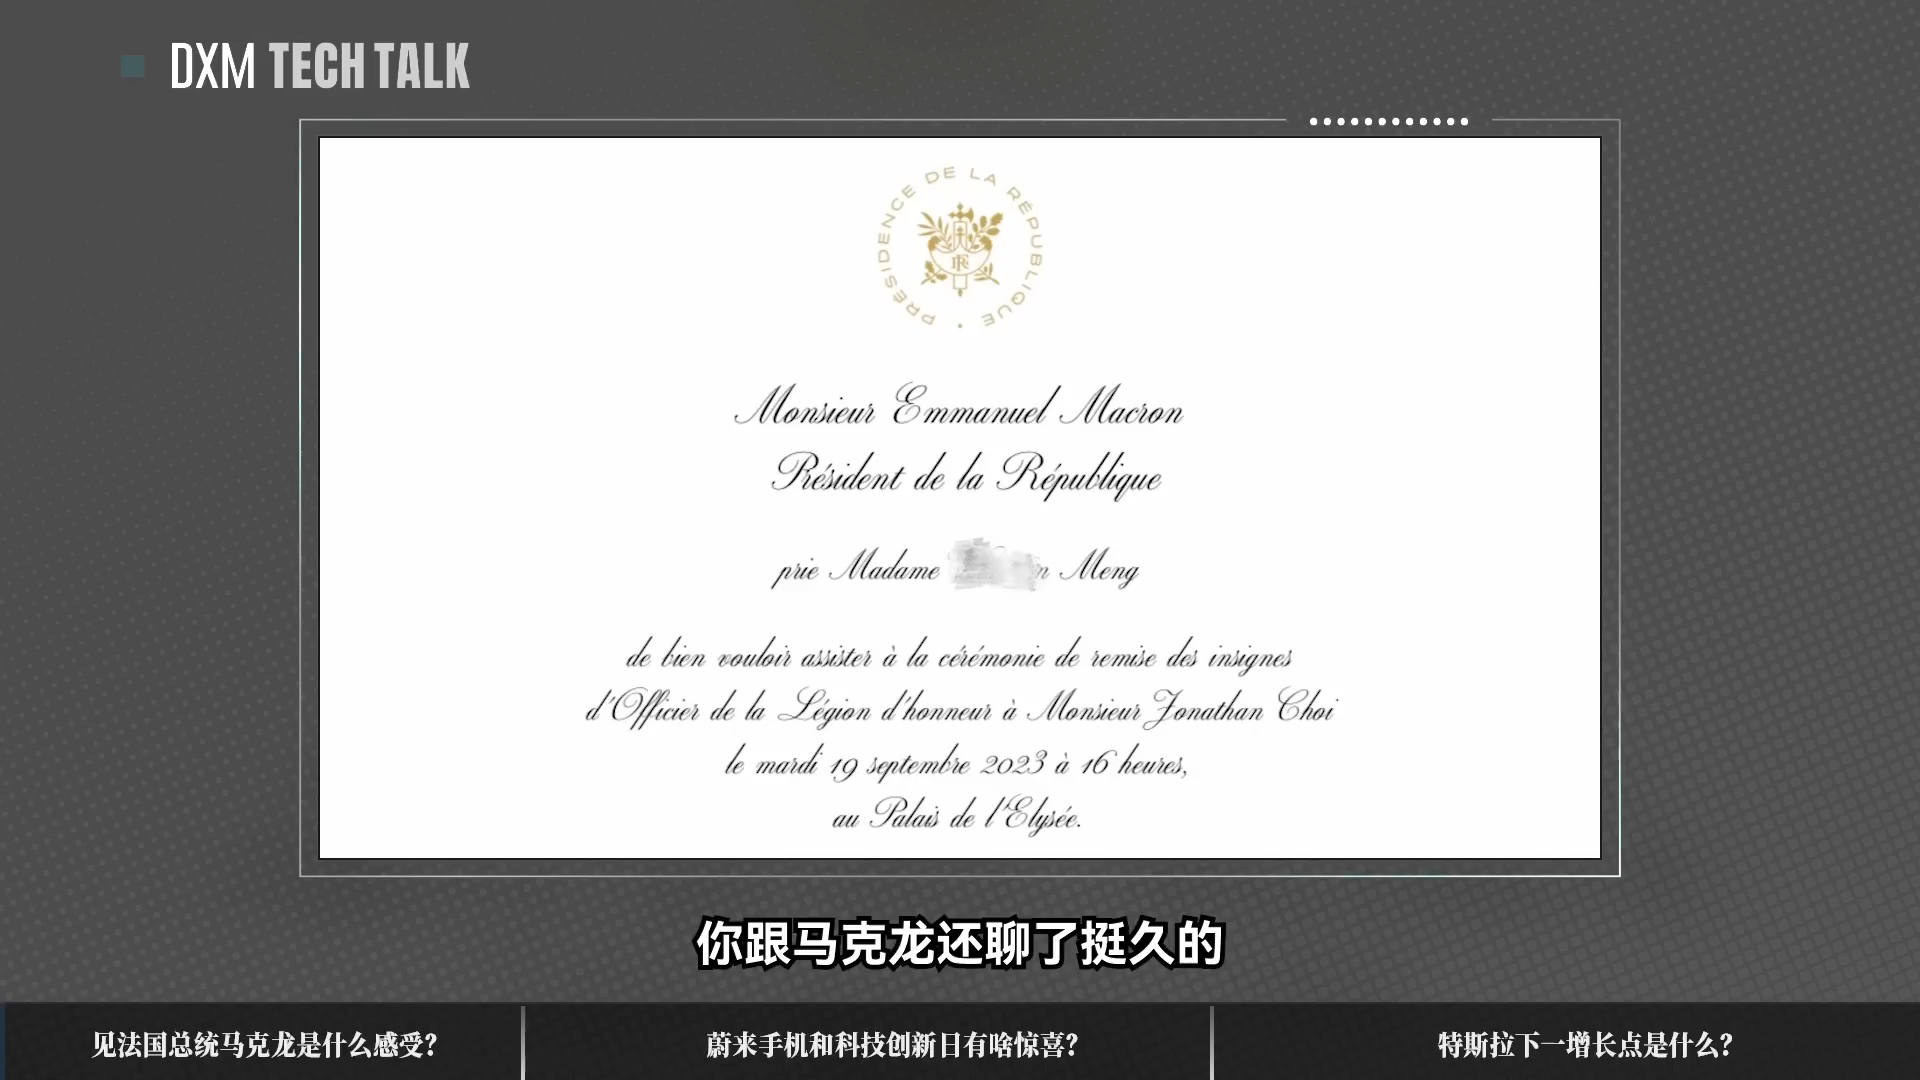 DXM TECH TALK
PRÉSIDENCE DE LA RÉPUBLIQUE
RF
Monsieur Emmanuel Macron
Président de la République
prie Madame Meng
de bien vouloir assister à la cérémonie de remise des insignes
d'Officier de la Légion d'honneur à Monsieur Jonathan Choi
le mardi 19 septembre 2023 à 16 heures,
au Palais de l'Elysée.
你跟马克龙还聊了挺久的
见法国总统马克龙是什么感受?
蔚来手机和科技创新日有啥惊喜?
特斯拉下一增长点是什么?